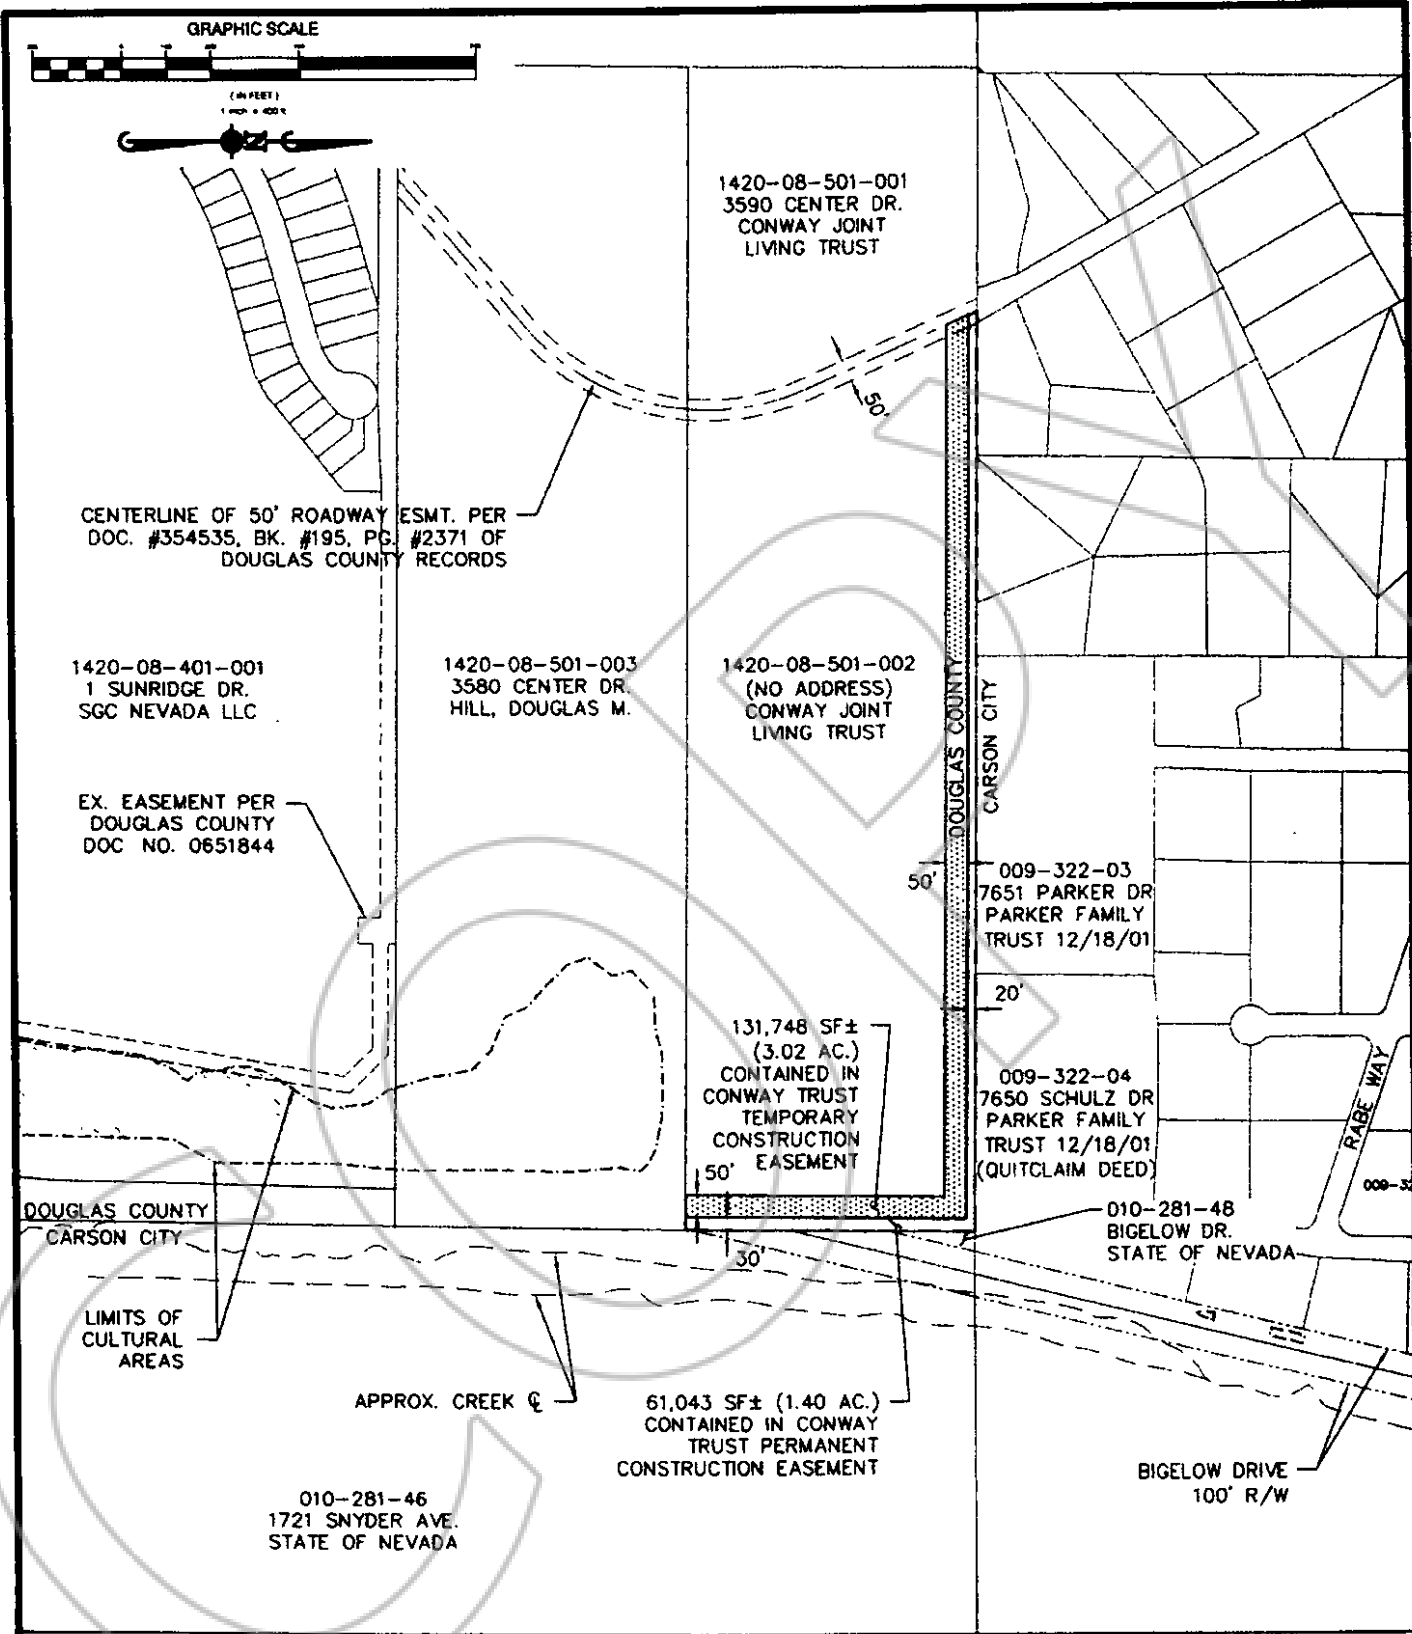 GRAPHIC SCALE
( IN FEET )
1420-08-501-001
3590 CENTER DR.
CONWAY JOINT
LIVING TRUST
50'
CENTERLINE OF 50' ROADWAY ESMT. PER
DOC. #354535, BK. #195, PG. #2371 OF
DOUGLAS COUNTY RECORDS
1420-08-401-001
1 SUNRIDGE DR.
SGC NEVADA LLC
1420-08-501-003
3580 CENTER DR.
HILL, DOUGLAS M.
1420-08-501-002
(NO ADDRESS)
CONWAY JOINT
LIVING TRUST
DOUGLAS COUNTY
CARSON CITY
EX. EASEMENT PER
DOUGLAS COUNTY
DOC NO. 0651844
50'
009-322-03
7651 PARKER DR
PARKER FAMILY
TRUST 12/18/01
20'
131,748 SF±
(3.02 AC.)
CONTAINED IN
CONWAY TRUST
TEMPORARY
CONSTRUCTION
EASEMENT
009-322-04
7650 SCHULZ DR
PARKER FAMILY
TRUST 12/18/01
(QUITCLAIM DEED)
RABE WAY
009-32
50'
30'
DOUGLAS COUNTY
CARSON CITY
010-281-48
BIGELOW DR.
STATE OF NEVADA
LIMITS OF
CULTURAL
AREAS
APPROX. CREEK ℄
61,043 SF± (1.40 AC.)
CONTAINED IN CONWAY
TRUST PERMANENT
CONSTRUCTION EASEMENT
BIGELOW DRIVE
100' R/W
010-281-46
1721 SNYDER AVE.
STATE OF NEVADA
COPY